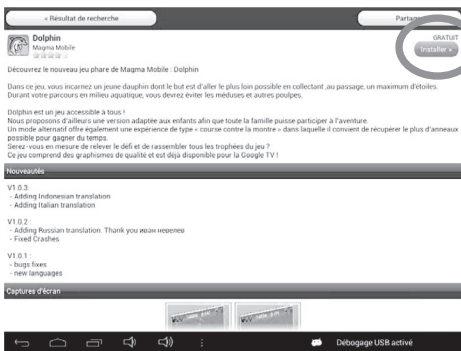 « Résultat de recherche
Partage
Dolphin
Magma Mobile
GRATUIT
Installer »
Découvrez le nouveau jeu phare de Magma Mobile : Dolphin
Dans ce jeu, vous incarnez un jeune dauphin dont le but est d'aller le plus loin possible en collectant ,au passage, un maximum d'étoiles.
Durant votre parcours en milieu aquatique, vous devrez éviter les méduses et autres poulpes.
Dolphin est un jeu accessible à tous !
Nous proposons d'ailleurs une version adaptée aux enfants afin que toute la famille puisse participer à l'aventure.
Un mode alternatif offre également une expérience de type « course contre la montre » dans laquelle il convient de récupérer le plus d'anneaux
possible pour gagner du temps.
Serez-vous en mesure de relever le défi et de rassembler tous les trophées du jeu ?
Ce jeu comprend des graphismes de qualité et est déjà disponible pour la Google TV !
Nouveautés
V1.0.3:
- Adding Indonesian translation
- Adding Italian translation
V1.0.2 :
- Adding Russian translation. Thank you иван неверев
- Fixed Crashes
V1.0.1 :
- bugs fixes
- new languages
Captures d'écran
Débogage USB activé